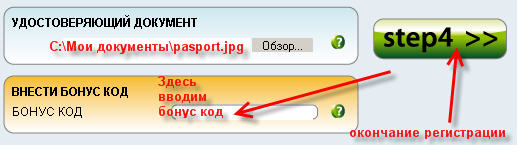 УДОСТОВЕРЯЮЩИЙ ДОКУМЕНТ
C:\Мои документы\pasport.jpg
Обзор...
?
step4 >>
Здесь
вводим
бонус код
ВНЕСТИ БОНУС КОД
БОНУС КОД
?
окончание регистрации